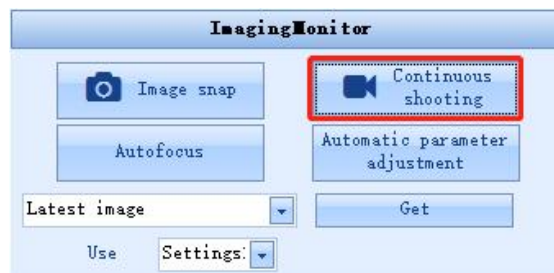 ImagingMonitor
Image snap
Continuous
shooting
Autofocus
Automatic parameter
adjustment
Latest image
Get
Use
Settings: